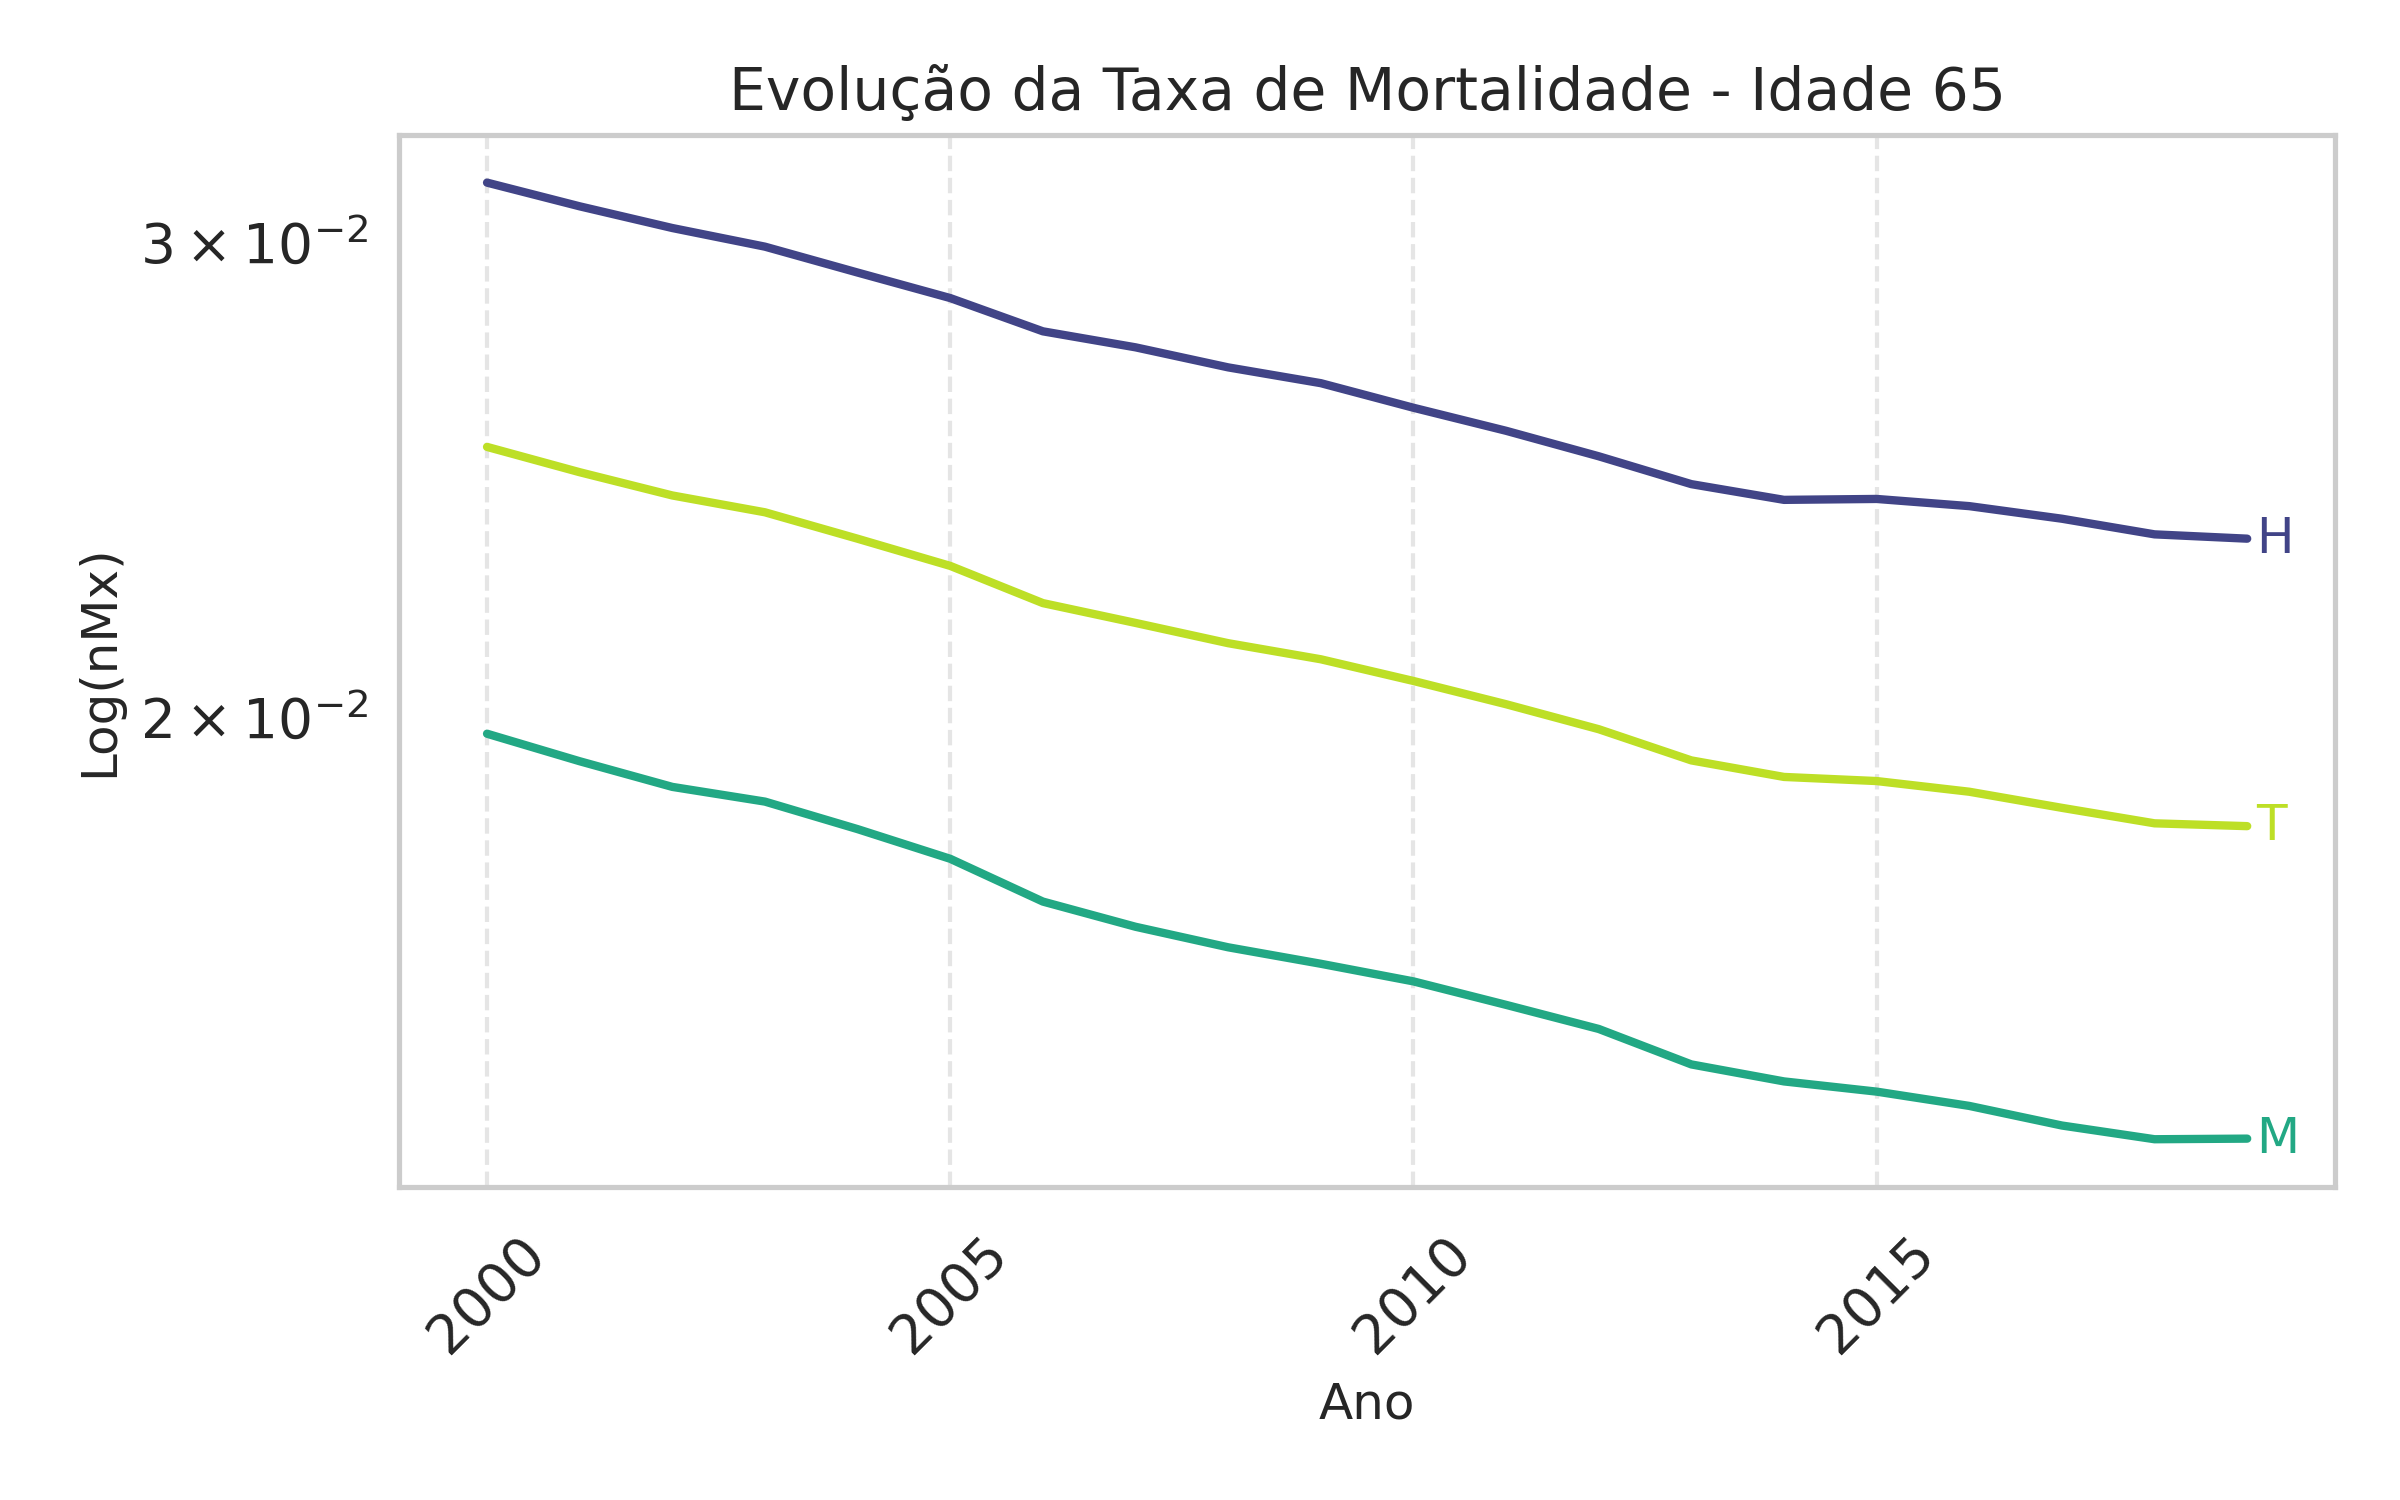 Evolução da Taxa de Mortalidade - Idade 65
3 × 10⁻²
2 × 10⁻²
Log(nMx)
H
T
M
2000
2005
2010
2015
Ano